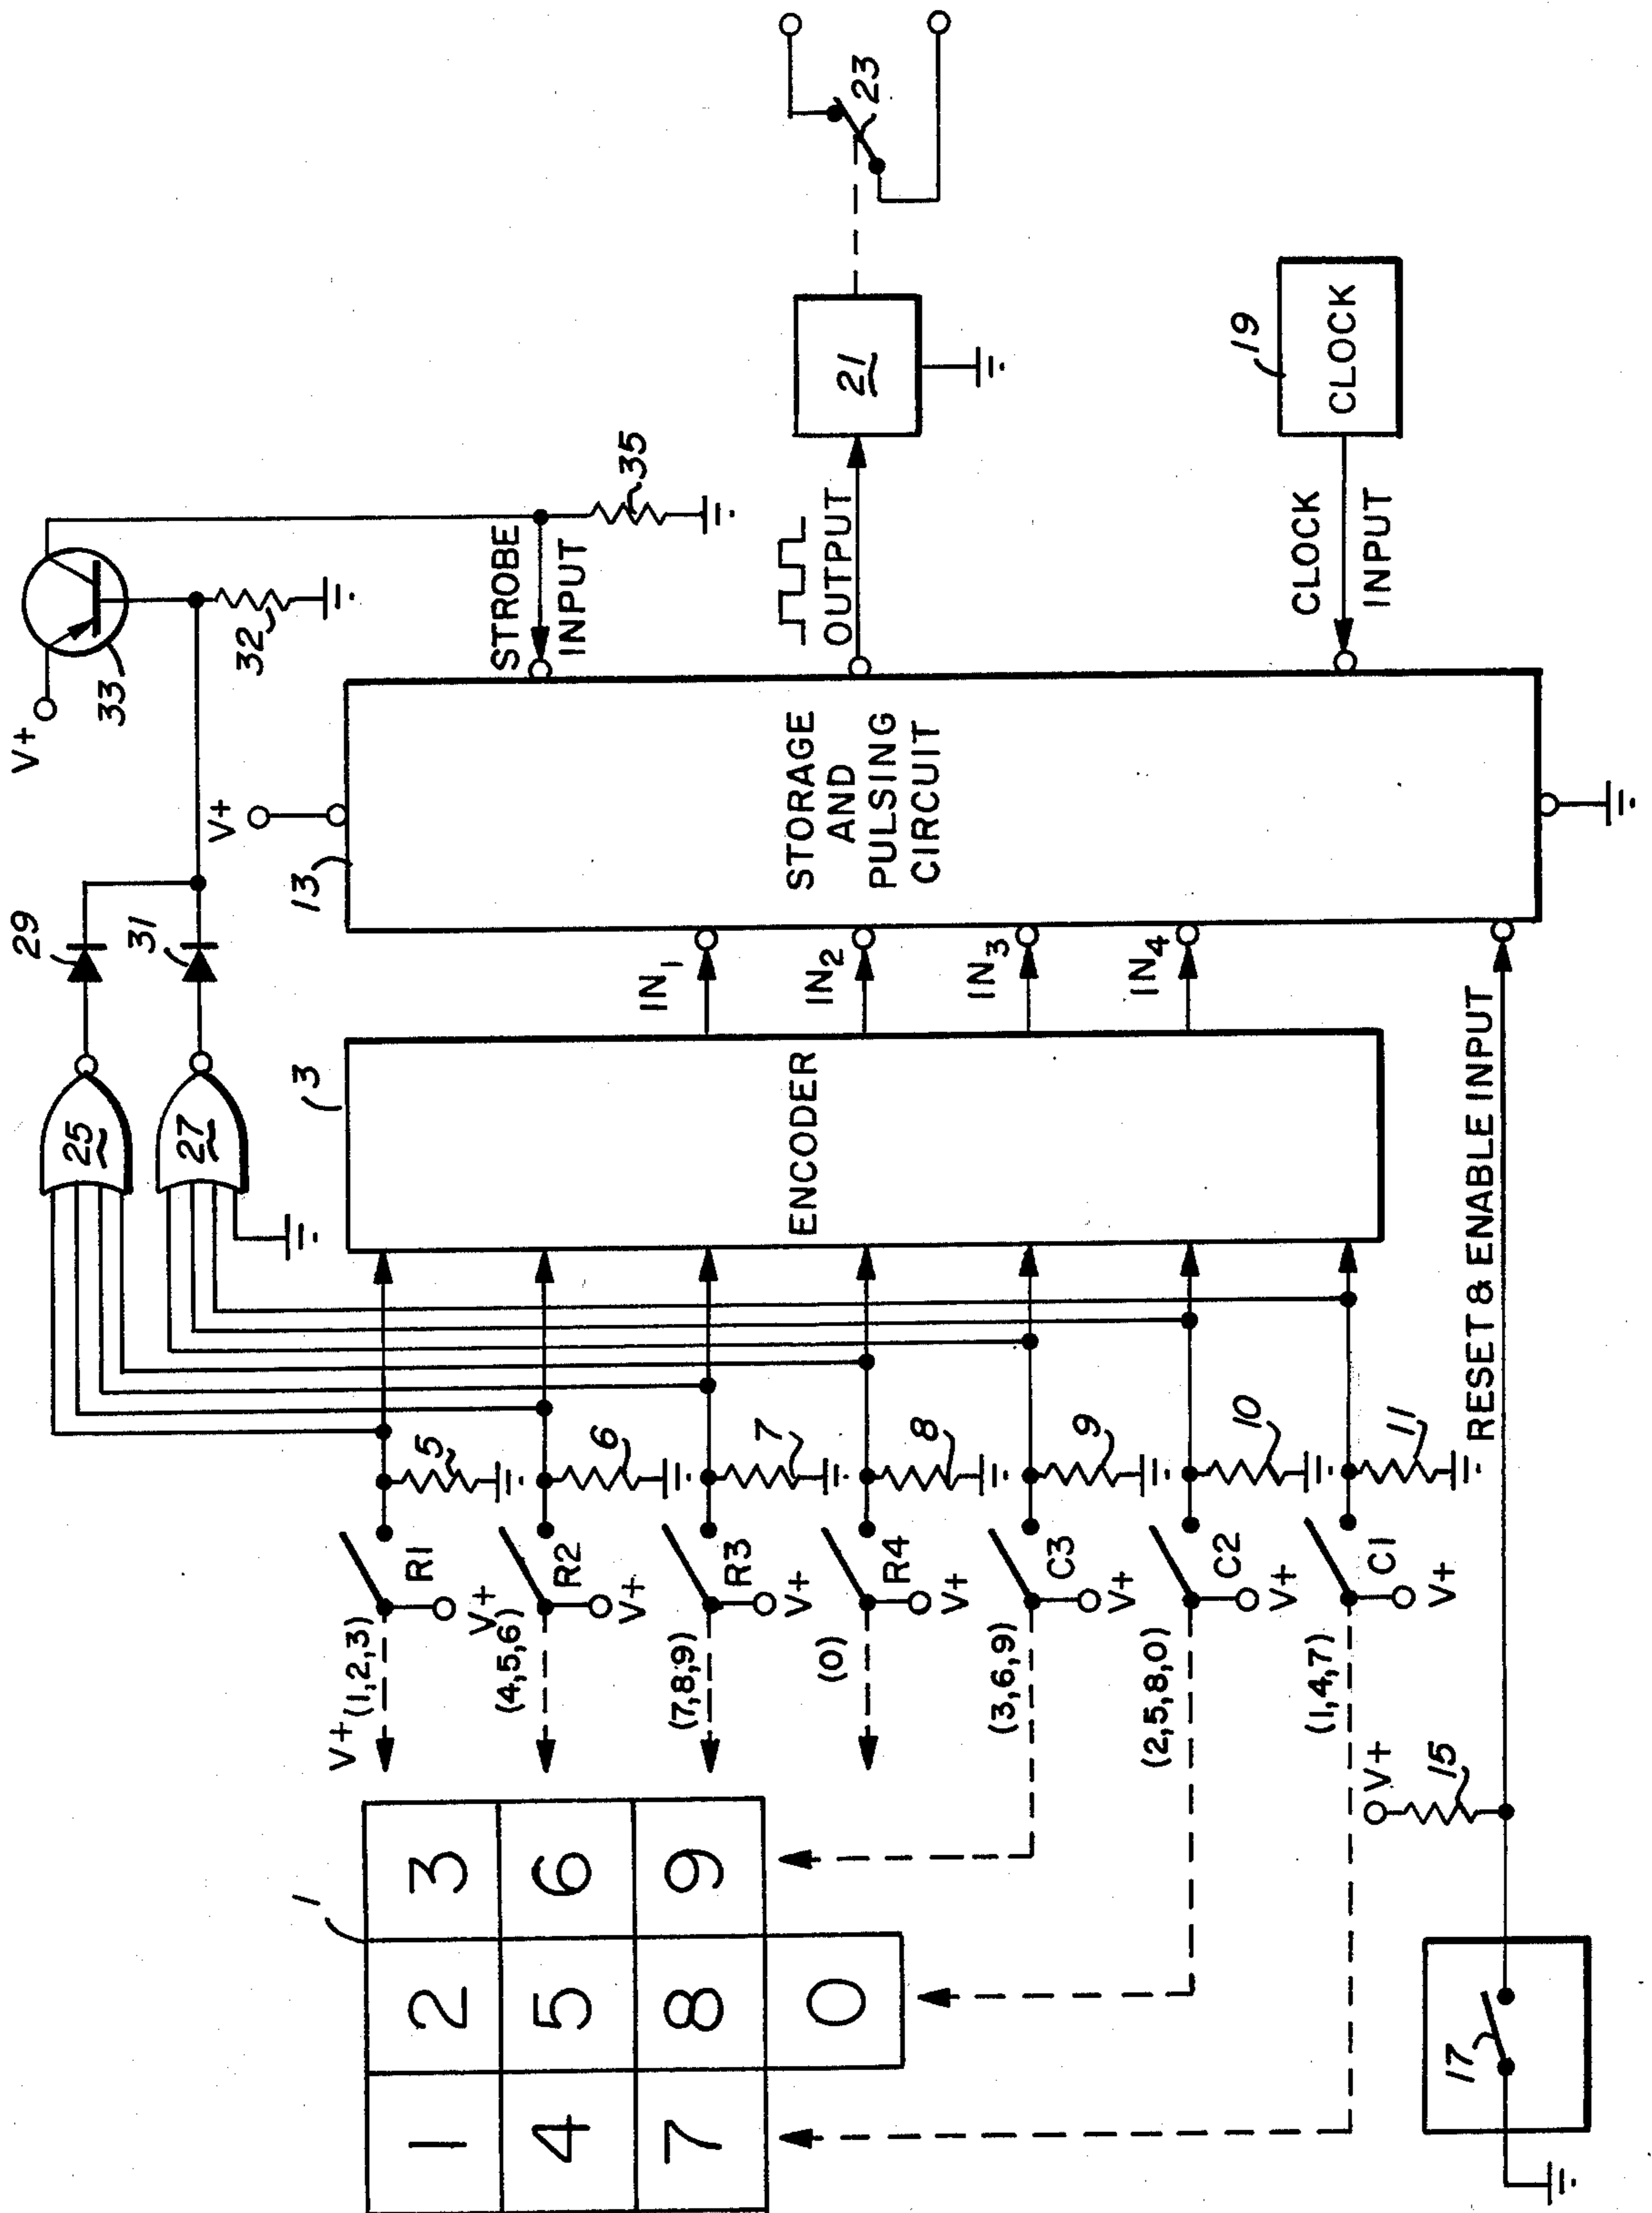 1
1 2 3
4 5 6
7 8 9
0
V+
(1,2,3)
R1
V+
5
(4,5,6)
R2
V+
6
(7,8,9)
R3
V+
7
(0)
R4
V+
8
(3,6,9)
C3
V+
9
(2,5,8,0)
C2
V+
10
(1,4,7)
C1
V+
11
V+
15
17
RESET & ENABLE INPUT
25
27
29
31
3
ENCODER
IN1
IN2
IN3
IN4
13
V+
STORAGE
AND
PULSING
CIRCUIT
V+
33
32
STROBE
INPUT
35
OUTPUT
21
23
CLOCK
INPUT
19
CLOCK